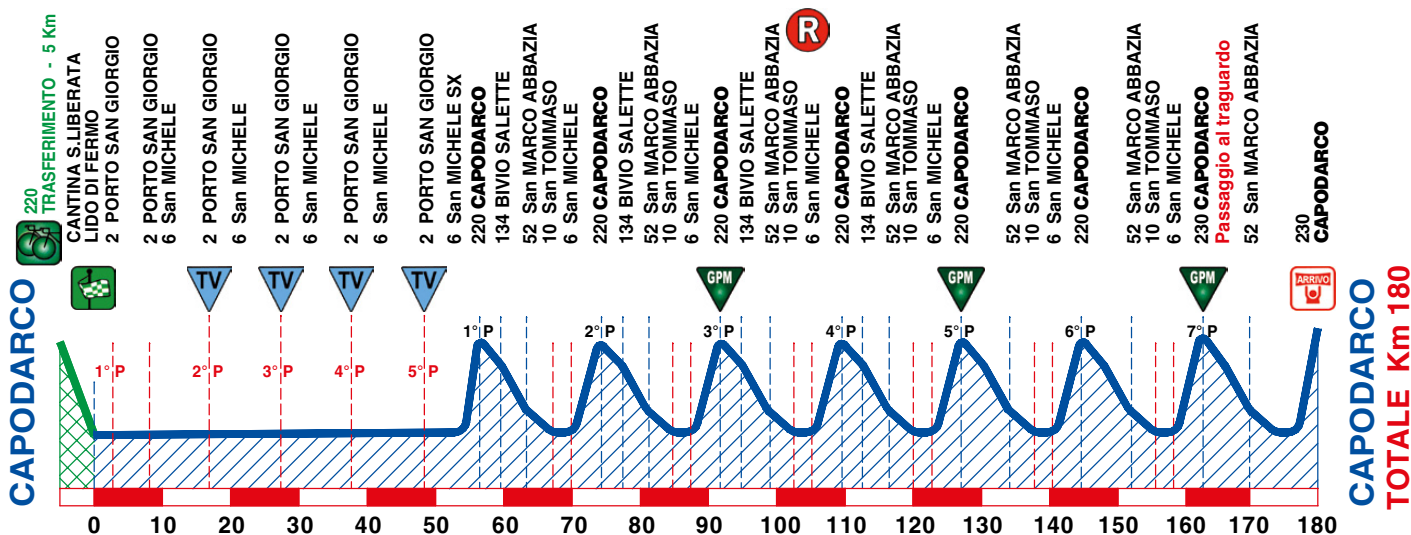 220
TRASFERIMENTO - 5 Km
CANTINA S.LIBERATA
LIDO DI FERMO
2 PORTO SAN GIORGIO
2 PORTO SAN GIORGIO
6 San MICHELE
2 PORTO SAN GIORGIO
6 San MICHELE
2 PORTO SAN GIORGIO
6 San MICHELE
2 PORTO SAN GIORGIO
6 San MICHELE
2 PORTO SAN GIORGIO
6 San MICHELE SX
220 CAPODARCO
134 BIVIO SALETTE
52 San MARCO ABBAZIA
10 San TOMMASO
6 San MICHELE
220 CAPODARCO
134 BIVIO SALETTE
52 San MARCO ABBAZIA
10 San TOMMASO
6 San MICHELE
220 CAPODARCO
134 BIVIO SALETTE
52 San MARCO ABBAZIA
10 San TOMMASO
6 San MICHELE
R
220 CAPODARCO
134 BIVIO SALETTE
52 San MARCO ABBAZIA
10 San TOMMASO
6 San MICHELE
220 CAPODARCO
52 San MARCO ABBAZIA
10 San TOMMASO
6 San MICHELE
220 CAPODARCO
52 San MARCO ABBAZIA
10 San TOMMASO
6 San MICHELE
230 CAPODARCO
Passaggio al traguardo
52 San MARCO ABBAZIA
230
CAPODARCO
TV
TV
TV
TV
GPM
GPM
GPM
ARRIVO
CAPODARCO
1° P
2° P
3° P
4° P
5° P
1° P
2° P
3° P
4° P
5° P
6° P
7° P
CAPODARCO
TOTALE Km 180
0 10 20 30 40 50 60 70 80 90 100 110 120 130 140 150 160 170 180